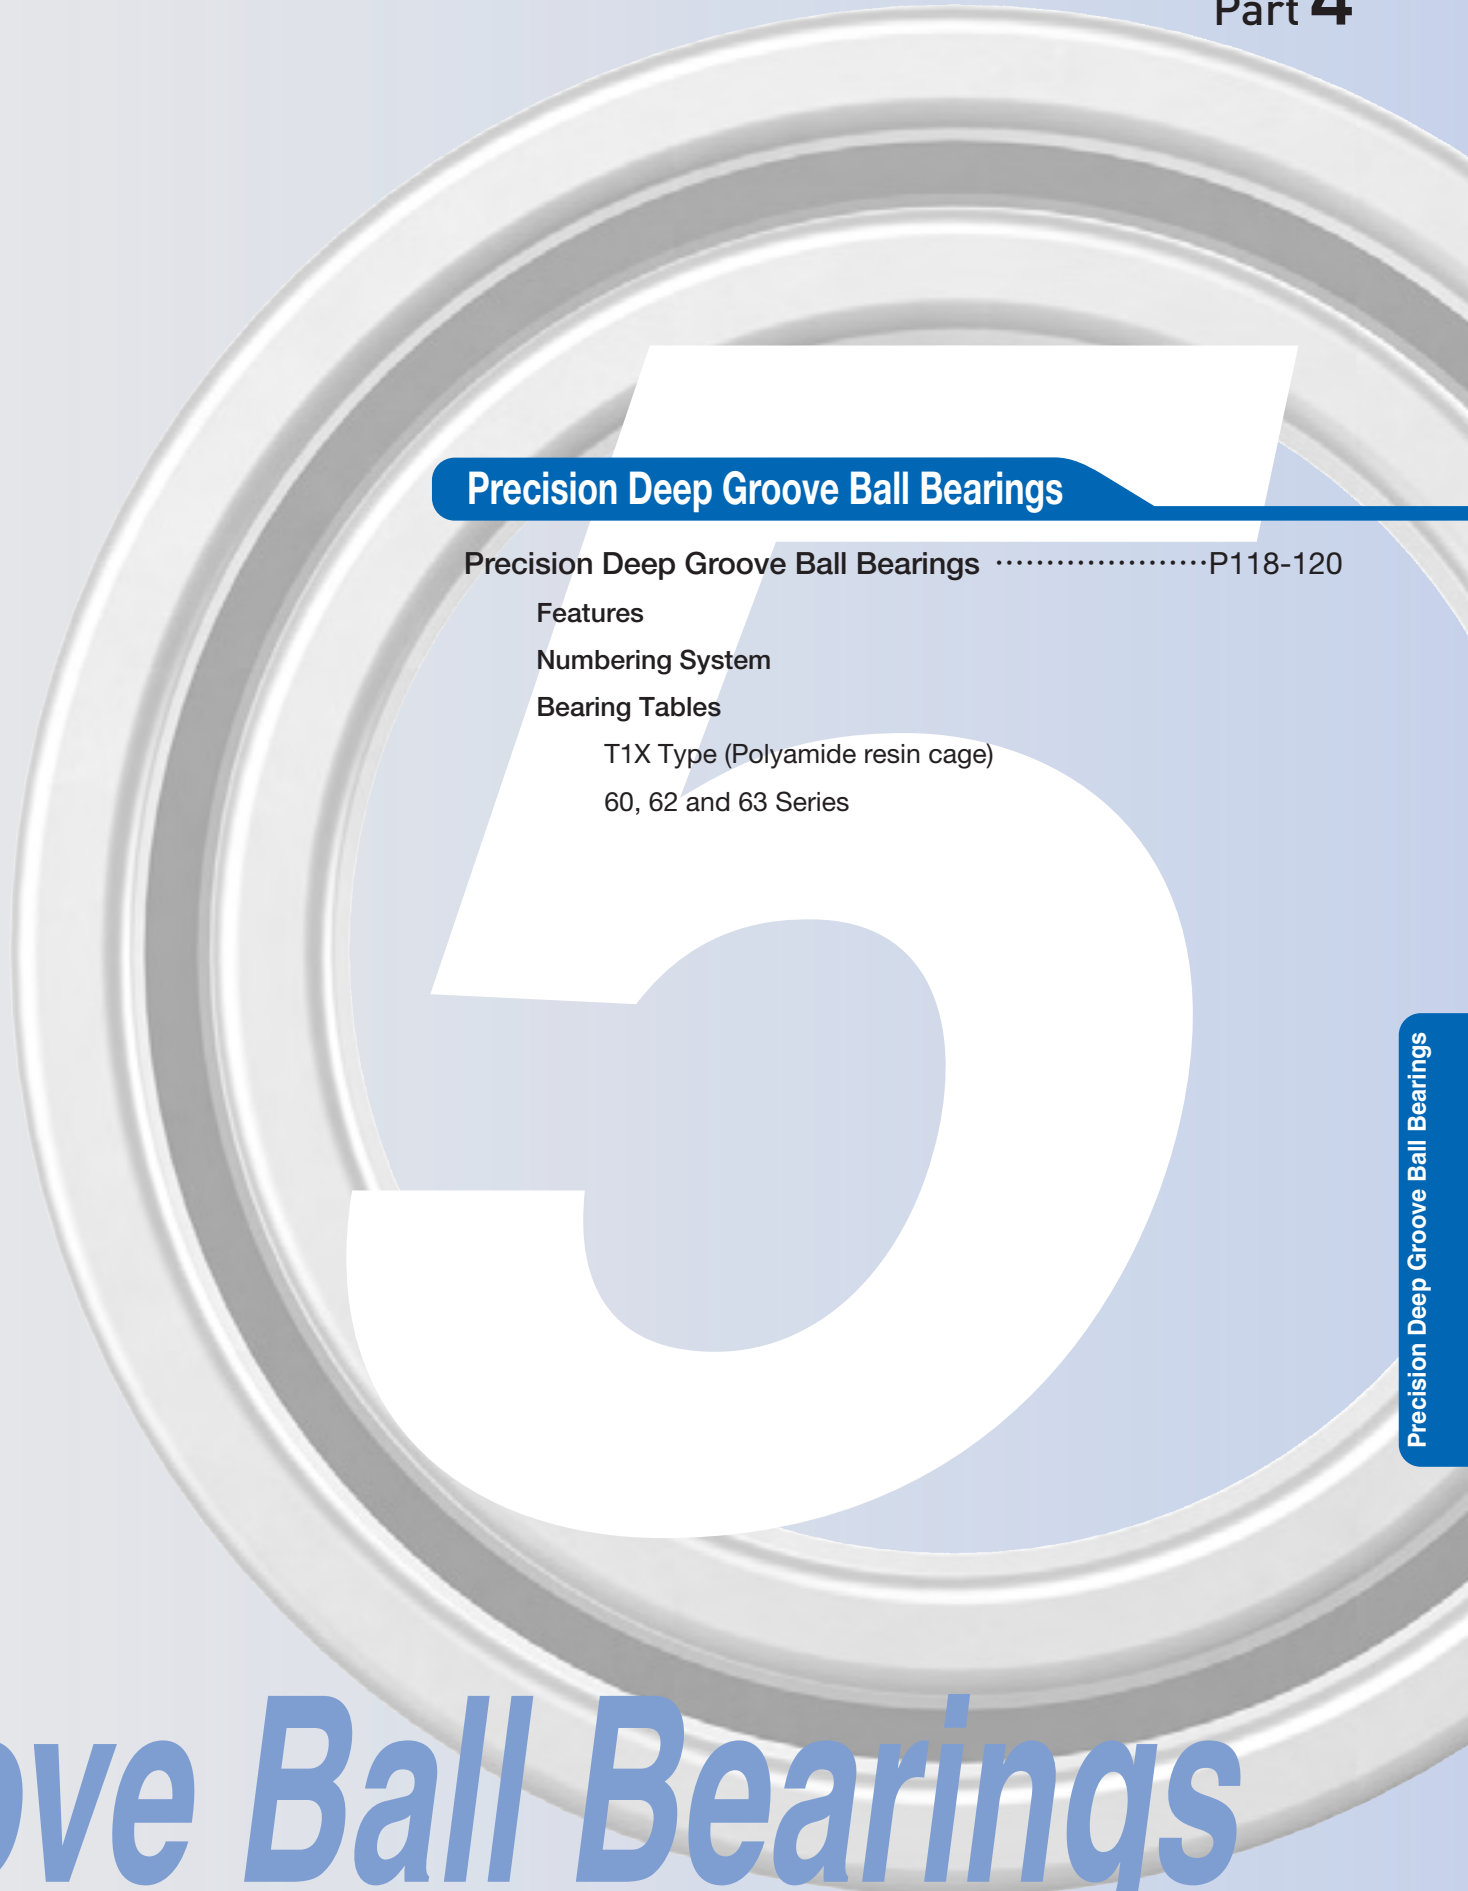 Part 4
5
Precision Deep Groove Ball Bearings
Precision Deep Groove Ball Bearings ·····················P118-120
Features
Numbering System
Bearing Tables
T1X Type (Polyamide resin cage)
60, 62 and 63 Series
Precision Deep Groove Ball Bearings
ove Ball Bearings